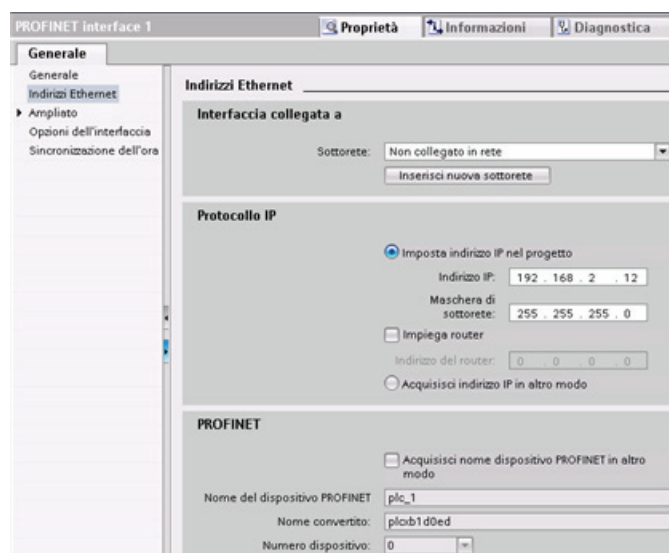 PROFINET interface 1
Proprietà
Informazioni
Diagnostica
Generale
Generale
Indirizzi Ethernet
Ampliato
Opzioni dell'interfaccia
Sincronizzazione dell'ora
Indirizzi Ethernet
Interfaccia collegata a
Sottorete: Non collegato in rete
Inserisci nuova sottorete
Protocollo IP
Imposta indirizzo IP nel progetto
Indirizzo IP: 192 . 168 . 2 . 12
Maschera di
sottorete: 255 . 255 . 255 . 0
Impiega router
Indirizzo del router: 0 . 0 . 0 . 0
Acquisisci indirizzo IP in altro modo
PROFINET
Acquisisci nome dispositivo PROFINET in altro
modo
Nome del dispositivo PROFINET plc_1
Nome convertito: plcxb1d0ed
Numero dispositivo: 0